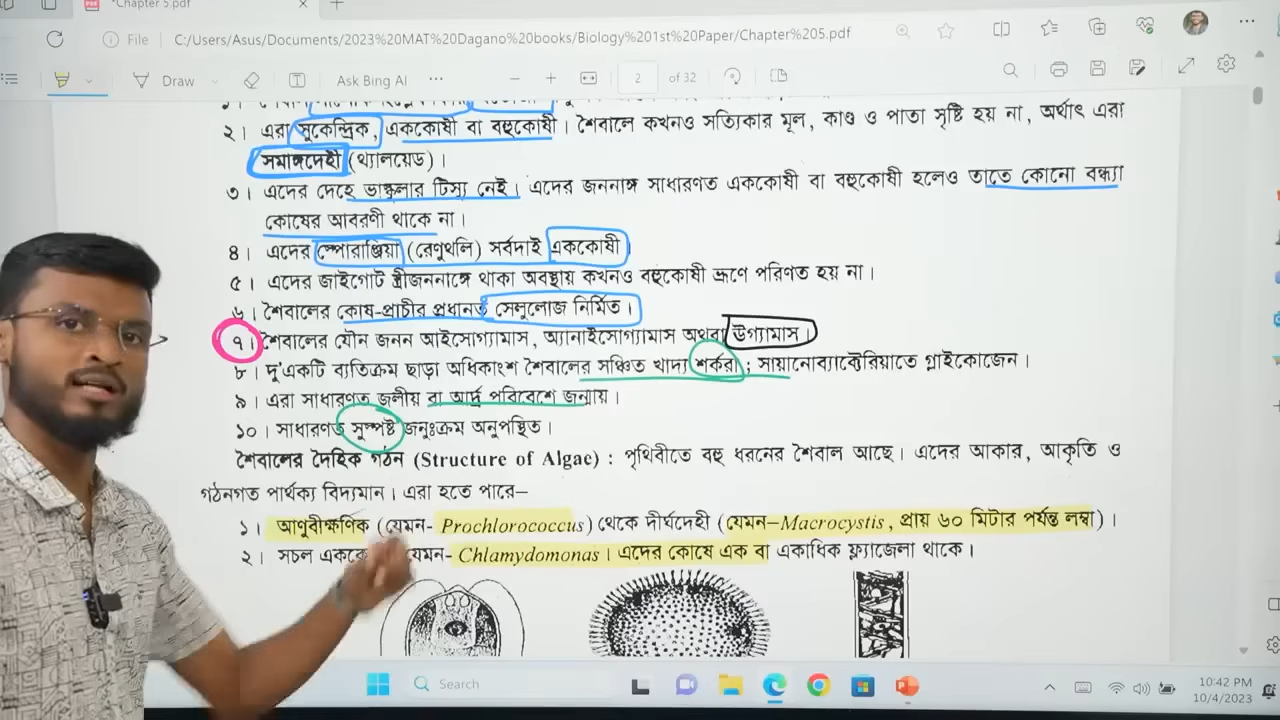 *Chapter 5.pdf
File C:/Users/Asus/Documents/2023%20MAT%20Dagano%20books/Biology%201st%20Paper/Chapter%205.pdf
Draw Ask Bing AI 2 of 32
২। এরা সুকেন্দ্রিক, এককোষী বা বহুকোষী। শৈবালে কখনও সত্যিকার মূল, কাণ্ড ও পাতা সৃষ্টি হয় না, অর্থাৎ এরা
সমাঙ্গদেহী (থ্যালয়েড)।
৩। এদের দেহে ভাস্কুলার টিস্যু নেই। এদের জননাঙ্গ সাধারণত এককোষী বা বহুকোষী হলেও তাতে কোনো বন্ধ্যা
কোষের আবরণী থাকে না।
৪। এদের স্পোরাঞ্জিয়া (রেণুথলি) সর্বদাই এককোষী
৫। এদের জাইগোট স্ত্রীজননাঙ্গে থাকা অবস্থায় কখনও বহুকোষী ভ্রূণে পরিণত হয় না।
৬। শৈবালের কোষ-প্রাচীর প্রধানত সেলুলোজ নির্মিত।
৭। শৈবালের যৌন জনন আইসোগ্যামাস, অ্যানাইসোগ্যামাস অথবা উগ্যামাস।
৮। দু'একটি ব্যতিক্রম ছাড়া অধিকাংশ শৈবালের সঞ্চিত খাদ্য শর্করা; সায়ানোব্যাক্টেরিয়াতে গ্লাইকোজেন।
৯। এরা সাধারণত জলীয় বা আর্দ্র পরিবেশে জন্মায়।
১০। সাধারণত সুস্পষ্ট জনুঃক্রম অনুপস্থিত।
শৈবালের দৈহিক গঠন (Structure of Algae) : পৃথিবীতে বহু ধরনের শৈবাল আছে। এদের আকার, আকৃতি ও
গঠনগত পার্থক্য বিদ্যমান। এরা হতে পারে–
১। আণুবীক্ষণিক (যেমন- Prochlorococcus) থেকে দীর্ঘদেহী (যেমন–Macrocystis, প্রায় ৬০ মিটার পর্যন্ত লম্বা)।
২। সচল যেমন- Chlamydomonas। এদের কোষে এক বা একাধিক ফ্ল্যাজেলা থাকে।
Search
10:42 PM
10/4/2023